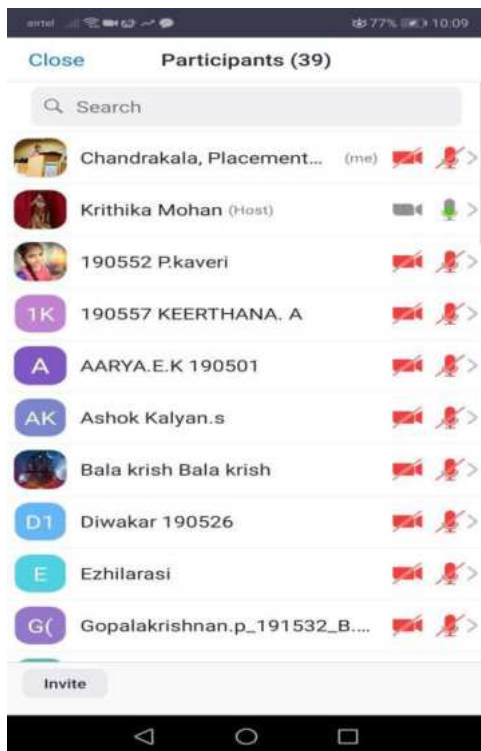 airtel 77% 10:09
Close Participants (39)
Search
Chandrakala, Placement... (me)
Krithika Mohan (Host)
190552 P.kaveri
1K 190557 KEERTHANA. A
A AARYA.E.K 190501
AK Ashok Kalyan.s
Bala krish Bala krish
D1 Diwakar 190526
E Ezhilarasi
G( Gopalakrishnan.p_191532_B....
Invite